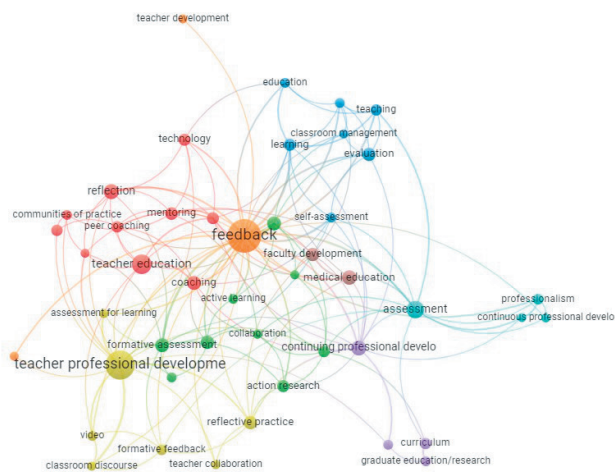 teacher development
education
teaching
technology
classroom management
learning
evaluation
reflection
communities of practice
mentoring
peer coaching
self-assessment
feedback
faculty development
teacher education
medical education
coaching
active learning
professionalism
assessment for learning
assessment
continuous professional develo
collaboration
formative assessment
continuing professional develo
teacher professional developme
action research
reflective practice
video
curriculum
formative feedback
graduate education/research
classroom discourse
teacher collaboration